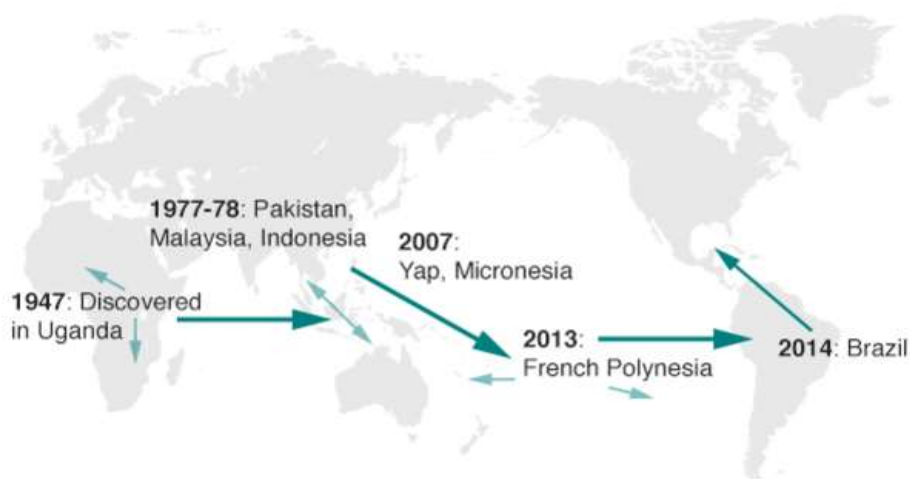 1977-78: Pakistan,
Malaysia, Indonesia
2007:
Yap, Micronesia
1947: Discovered
in Uganda
2013:
French Polynesia
2014: Brazil